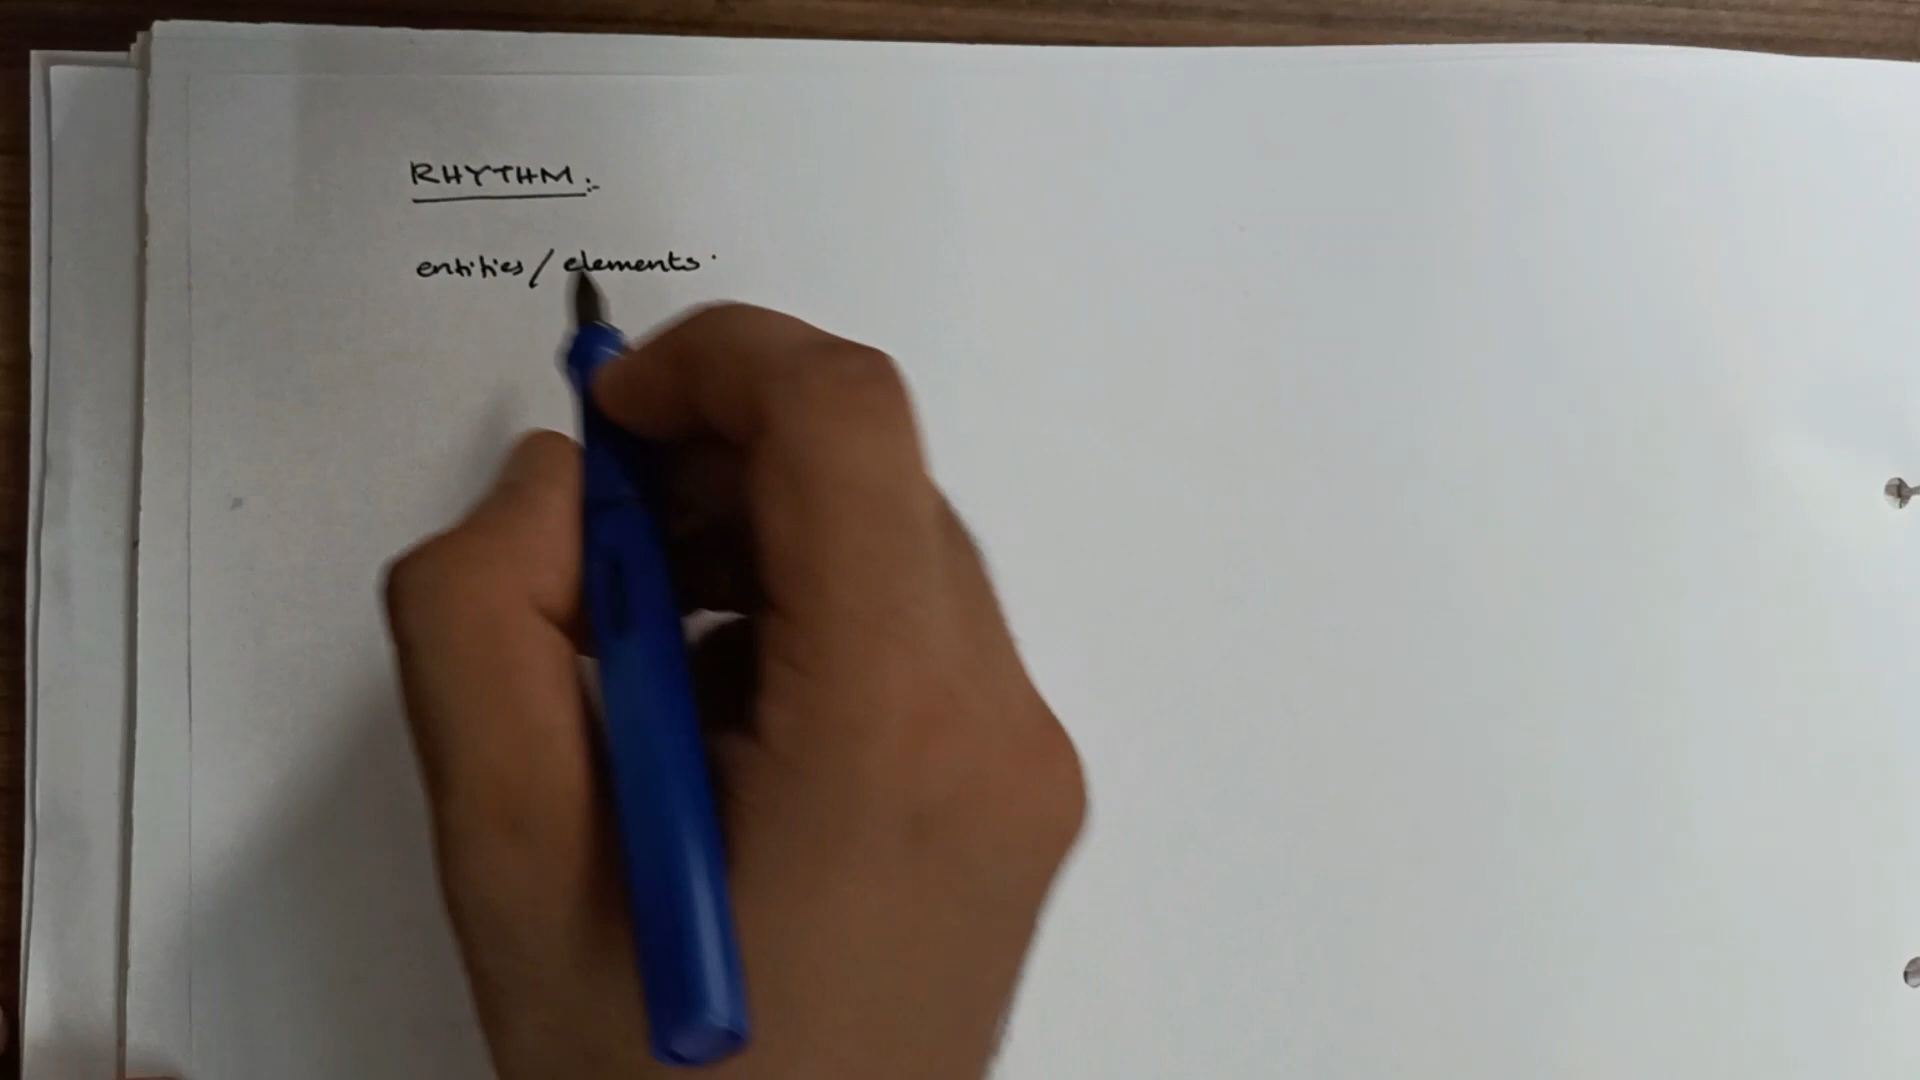 RHYTHM :-
entities / elements.